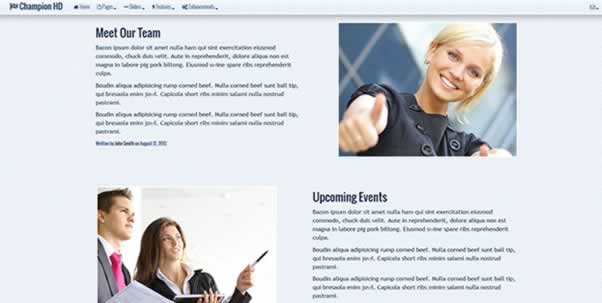 Champion HD
Home Pages Sliders Features Enhancements
Meet Our Team
Bacon ipsum dolor sit amet nulla ham qui sint exercitation eiusmod
commodo, chuck duis velit. Aute in reprehenderit, dolore aliqua non est
magna in labore pig pork biltong. Eiusmod swine spare ribs reprehenderit
culpa.
Boudin aliqua adipisicing rump corned beef. Nulla corned beef sunt ball tip,
qui bresaola enim jowl. Capicola short ribs minim salami nulla nostrud
pastrami.
Boudin aliqua adipisicing rump corned beef. Nulla corned beef sunt ball tip,
qui bresaola enim jowl. Capicola short ribs minim salami nulla nostrud
pastrami.
Written by John Smith on August 12, 2012
Upcoming Events
Bacon ipsum dolor sit amet nulla ham qui sint exercitation eiusmod
commodo, chuck duis velit. Aute in reprehenderit, dolore aliqua non est
magna in labore pig pork biltong. Eiusmod swine spare ribs reprehenderit
culpa.
Boudin aliqua adipisicing rump corned beef. Nulla corned beef sunt ball tip,
qui bresaola enim jowl. Capicola short ribs minim salami nulla nostrud
pastrami.
Boudin aliqua adipisicing rump corned beef. Nulla corned beef sunt ball tip,
qui bresaola enim jowl. Capicola short ribs minim salami nulla nostrud